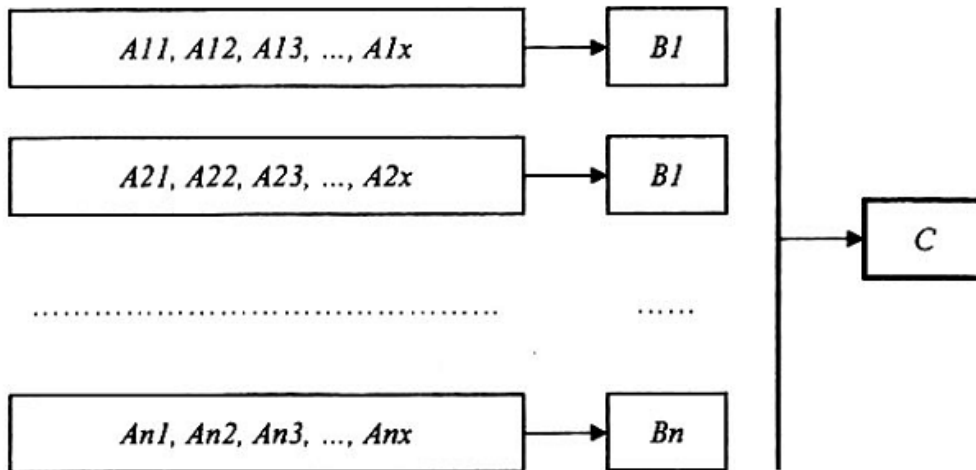 A11, A12, A13, ..., A1x B1
A21, A22, A23, ..., A2x B1
C
........................................ ......
An1, An2, An3, ..., Anx Bn